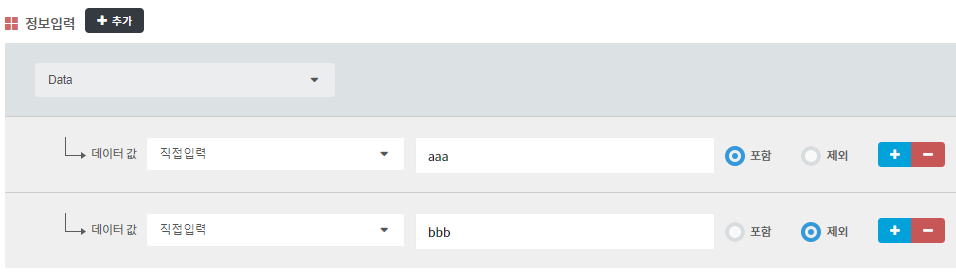 정보입력 + 추가
Data
데이터 값 직접입력 aaa 포함 제외 + −
데이터 값 직접입력 bbb 포함 제외 + −